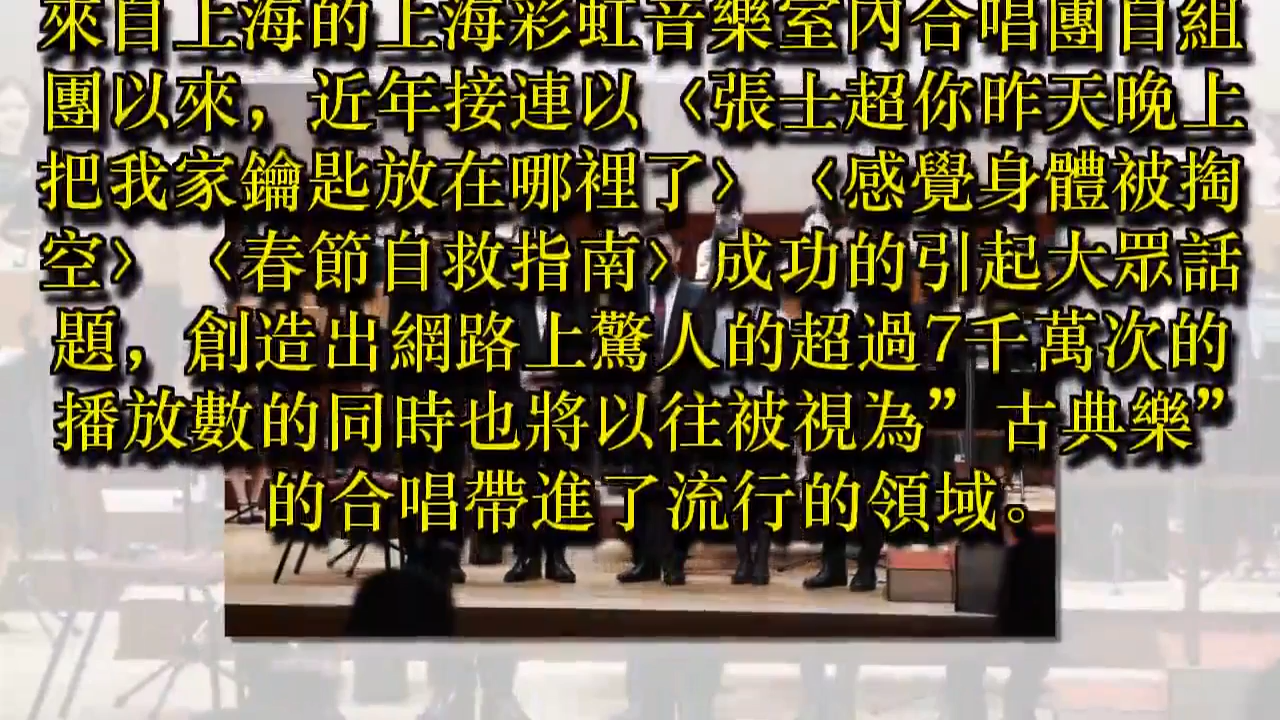 來自上海的上海彩虹音樂室內合唱團自組
團以來，近年接連以〈張士超你昨天晚上
把我家鑰匙放在哪裡了〉〈感覺身體被掏
空〉〈春節自救指南〉成功的引起大眾話
題，創造出網路上驚人的超過7千萬次的
播放數的同時也將以往被視為”古典樂”
的合唱帶進了流行的領域。